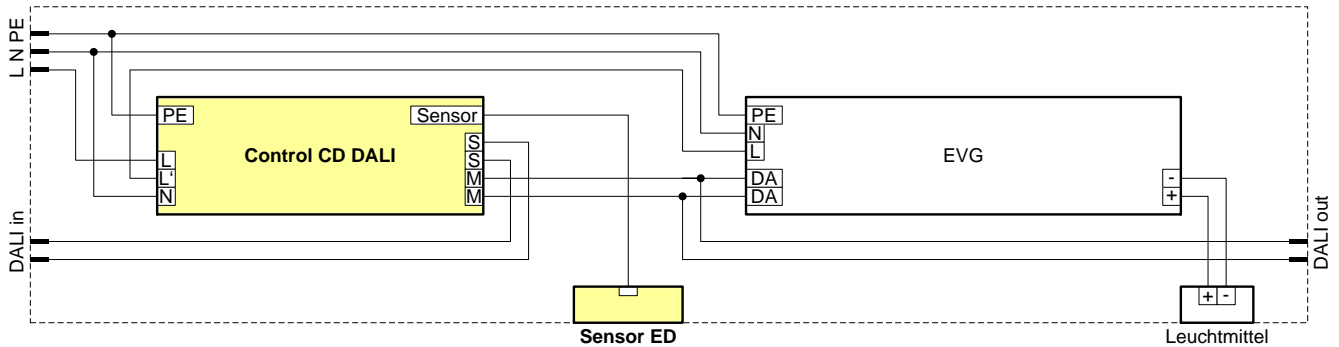 L N PE
PE
Sensor
PE
N
Control CD DALI
S
L
S
L
EVG
L‘
M
DA
-
N
M
DA
+
DALI in
DALI out
+ -
Sensor ED
Leuchtmittel